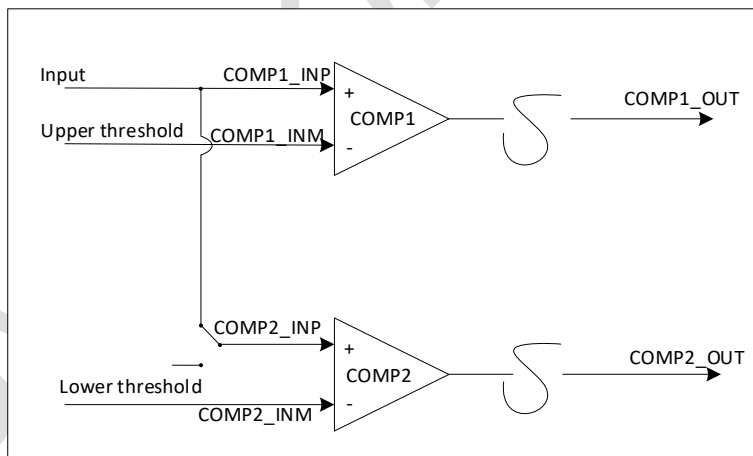 Input
COMP1_INP
+
COMP1
COMP1_OUT
Upper threshold
COMP1_INM
-
COMP2_INP
+
COMP2
COMP2_OUT
Lower threshold
COMP2_INM
-